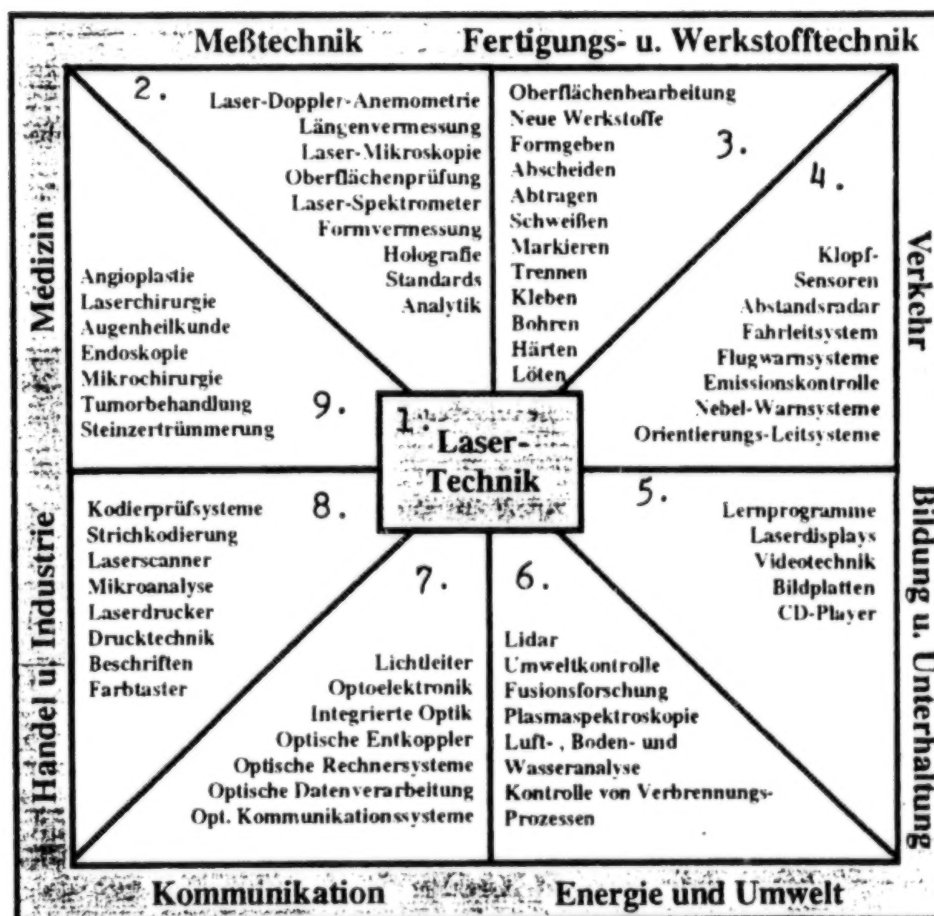 Meßtechnik
Fertigungs- u. Werkstofftechnik
2.
Laser-Doppler-Anemometrie
Längenvermessung
Laser-Mikroskopie
Oberflächenprüfung
Laser-Spektrometer
Formvermessung
Holografie
Standards
Analytik
Oberflächenbearbeitung
Neue Werkstoffe
Formgeben
Abscheiden
Abtragen
Schweißen
Markieren
Trennen
Kleben
Bohren
Härten
Löten
3.
4.
Verkehr
Klopf-
Sensoren
Abstandsradar
Fahrleitsystem
Flugwarnsysteme
Emissionskontrolle
Nebel-Warnsysteme
Orientierungs-Leitsysteme
Medizin
Angioplastie
Laserchirurgie
Augenheilkunde
Endoskopie
Mikrochirurgie
Tumorbehandlung
Steinzertrümmerung
9.
1.
Laser-
Technik
5.
Lernprogramme
Laserdisplays
Videotechnik
Bildplatten
CD-Player
Bildung u. Unterhaltung
Handel u. Industrie
8.
Kodierprüfsysteme
Strichkodierung
Laserscanner
Mikroanalyse
Laserdrucker
Drucktechnik
Beschriften
Farbtaster
7.
Lichtleiter
Optoelektronik
Integrierte Optik
Optische Entkoppler
Optische Rechnersysteme
Optische Datenverarbeitung
Opt. Kommunikationssysteme
6.
Lidar
Umweltkontrolle
Fusionsforschung
Plasmaspektroskopie
Luft- , Boden- und
Wasseranalyse
Kontrolle von Verbrennungs-
Prozessen
Kommunikation
Energie und Umwelt